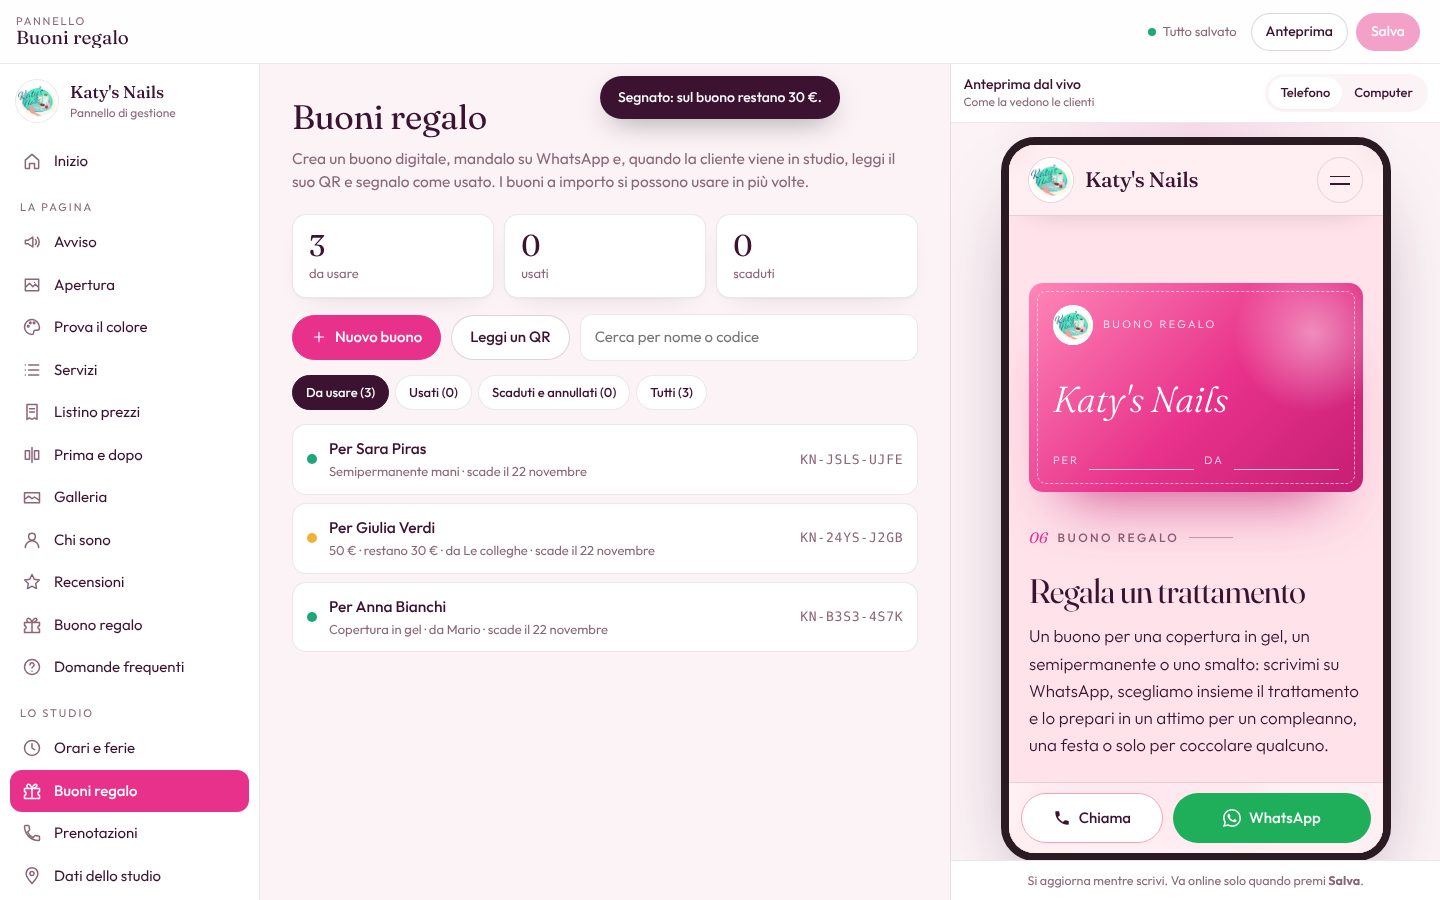 PANNELLO
Buoni regalo
Tutto salvato
Anteprima
Salva
Katy's Nails
Pannello di gestione
Inizio
LA PAGINA
Avviso
Apertura
Prova il colore
Servizi
Listino prezzi
Prima e dopo
Galleria
Chi sono
Recensioni
Buono regalo
Domande frequenti
LO STUDIO
Orari e ferie
Buoni regalo
Prenotazioni
Dati dello studio
Segnato: sul buono restano 30 €.
Buoni regalo
Crea un buono digitale, mandalo su WhatsApp e, quando la cliente viene in studio, leggi il
suo QR e segnalo come usato. I buoni a importo si possono usare in più volte.
3
da usare
0
usati
0
scaduti
Nuovo buono
Leggi un QR
Cerca per nome o codice
Da usare (3)
Usati (0)
Scaduti e annullati (0)
Tutti (3)
Per Sara Piras
Semipermanente mani · scade il 22 novembre
KN-JSLS-UJFE
Per Giulia Verdi
50 € · restano 30 € · da Le colleghe · scade il 22 novembre
KN-24YS-J2GB
Per Anna Bianchi
Copertura in gel · da Mario · scade il 22 novembre
KN-B3S3-4S7K
Anteprima dal vivo
Come la vedono le clienti
Telefono
Computer
Katy's Nails
BUONO REGALO
Katy's Nails
PER
DA
06 BUONO REGALO
Regala un trattamento
Un buono per una copertura in gel, un
semipermanente o uno smalto: scrivimi su
WhatsApp, scegliamo insieme il trattamento
e lo prepari in un attimo per un compleanno,
una festa o solo per coccolare qualcuno.
Chiama
WhatsApp
Si aggiorna mentre scrivi. Va online solo quando premi Salva.